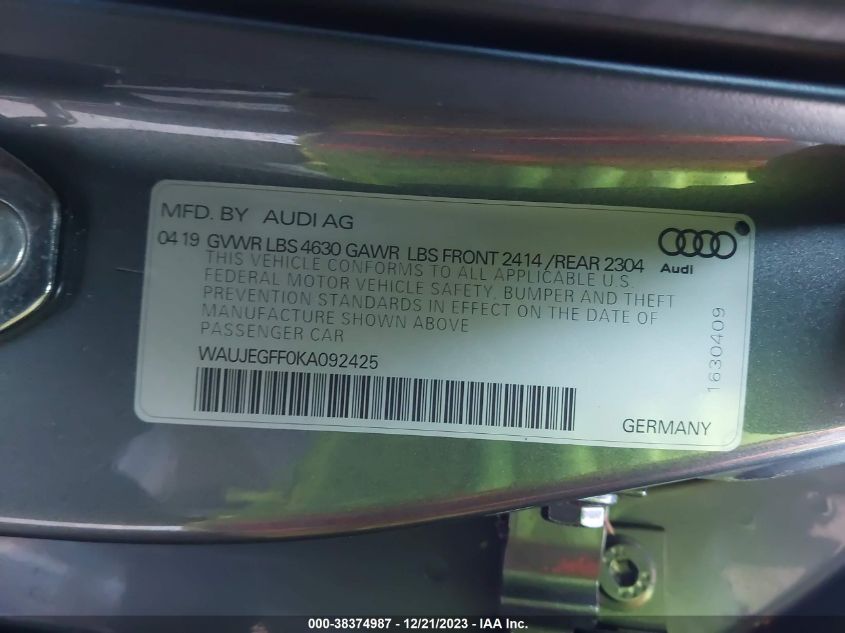 MFD. BY AUDI AG
0419 GVWR LBS 4630 GAWR LBS FRONT 2414 /REAR 2304
THIS VEHICLE CONFORMS TO ALL APPLICABLE U.S.
FEDERAL MOTOR VEHICLE SAFETY, BUMPER AND THEFT
PREVENTION STANDARDS IN EFFECT ON THE DATE OF
MANUFACTURE SHOWN ABOVE
PASSENGER CAR
WAUJEGFF0KA092425
Audi
1630409
GERMANY
000-38374987 - 12/21/2023 - IAA Inc.